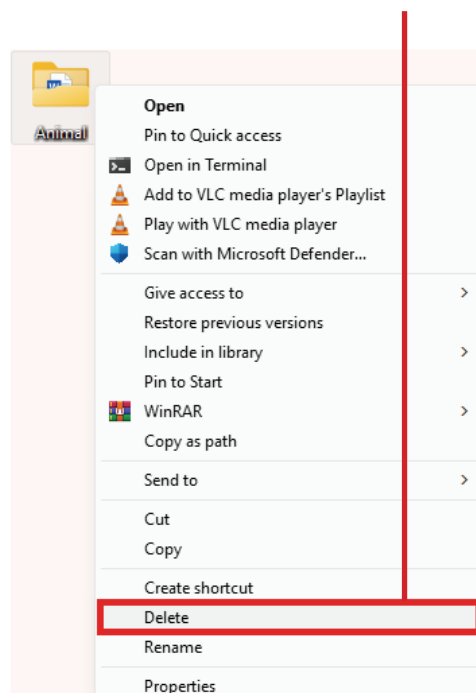 Animal
Open
Pin to Quick access
Open in Terminal
Add to VLC media player's Playlist
Play with VLC media player
Scan with Microsoft Defender...
Give access to
Restore previous versions
Include in library
Pin to Start
WinRAR
Copy as path
Send to
Cut
Copy
Create shortcut
Delete
Rename
Properties